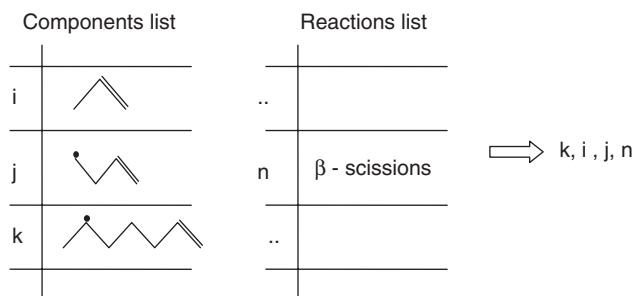 Components list
Reactions list
i
..
j
n
β - scissions
k, i , j, n
k
..